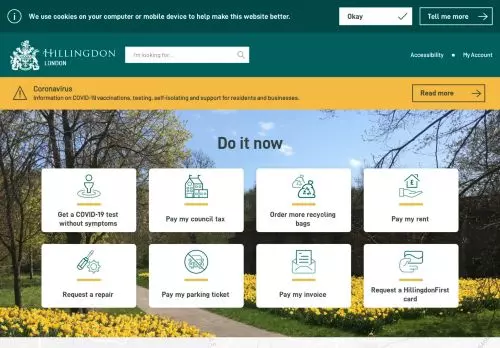 We use cookies on your computer or mobile device to help make this website better.
Okay
Tell me more
HILLINGDON
LONDON
I'm looking for...
Accessibility
My Account
Coronavirus
Information on COVID-19 vaccinations, testing, self-isolating and support for residents and businesses.
Read more
Do it now
Get a COVID-19 test
without symptoms
Pay my council tax
Order more recycling
bags
Pay my rent
Request a repair
Pay my parking ticket
Pay my invoice
Request a HillingdonFirst
card